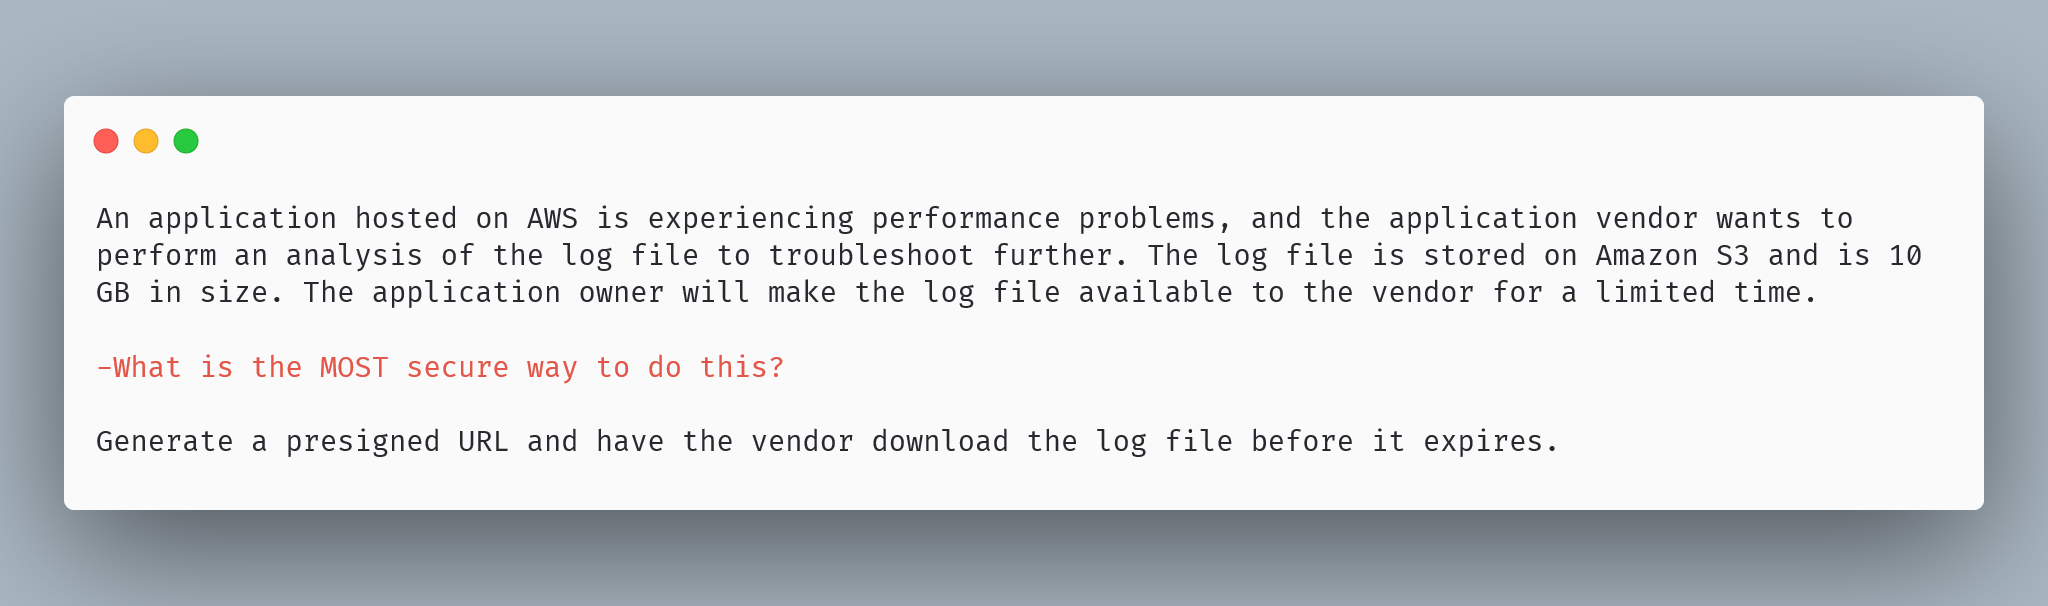 An application hosted on AWS is experiencing performance problems, and the application vendor wants to
perform an analysis of the log file to troubleshoot further. The log file is stored on Amazon S3 and is 10
GB in size. The application owner will make the log file available to the vendor for a limited time.
-What is the MOST secure way to do this?
Generate a presigned URL and have the vendor download the log file before it expires.